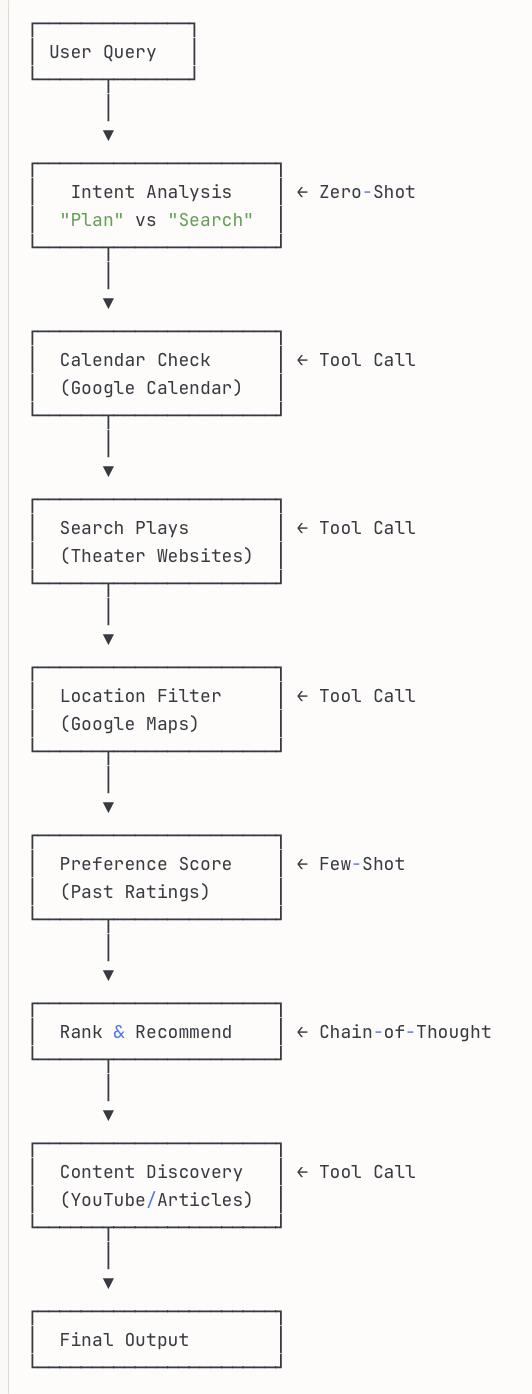 User Query
Intent Analysis ← Zero-Shot
"Plan" vs "Search"
Calendar Check ← Tool Call
(Google Calendar)
Search Plays ← Tool Call
(Theater Websites)
Location Filter ← Tool Call
(Google Maps)
Preference Score ← Few-Shot
(Past Ratings)
Rank & Recommend ← Chain-of-Thought
Content Discovery ← Tool Call
(YouTube/Articles)
Final Output